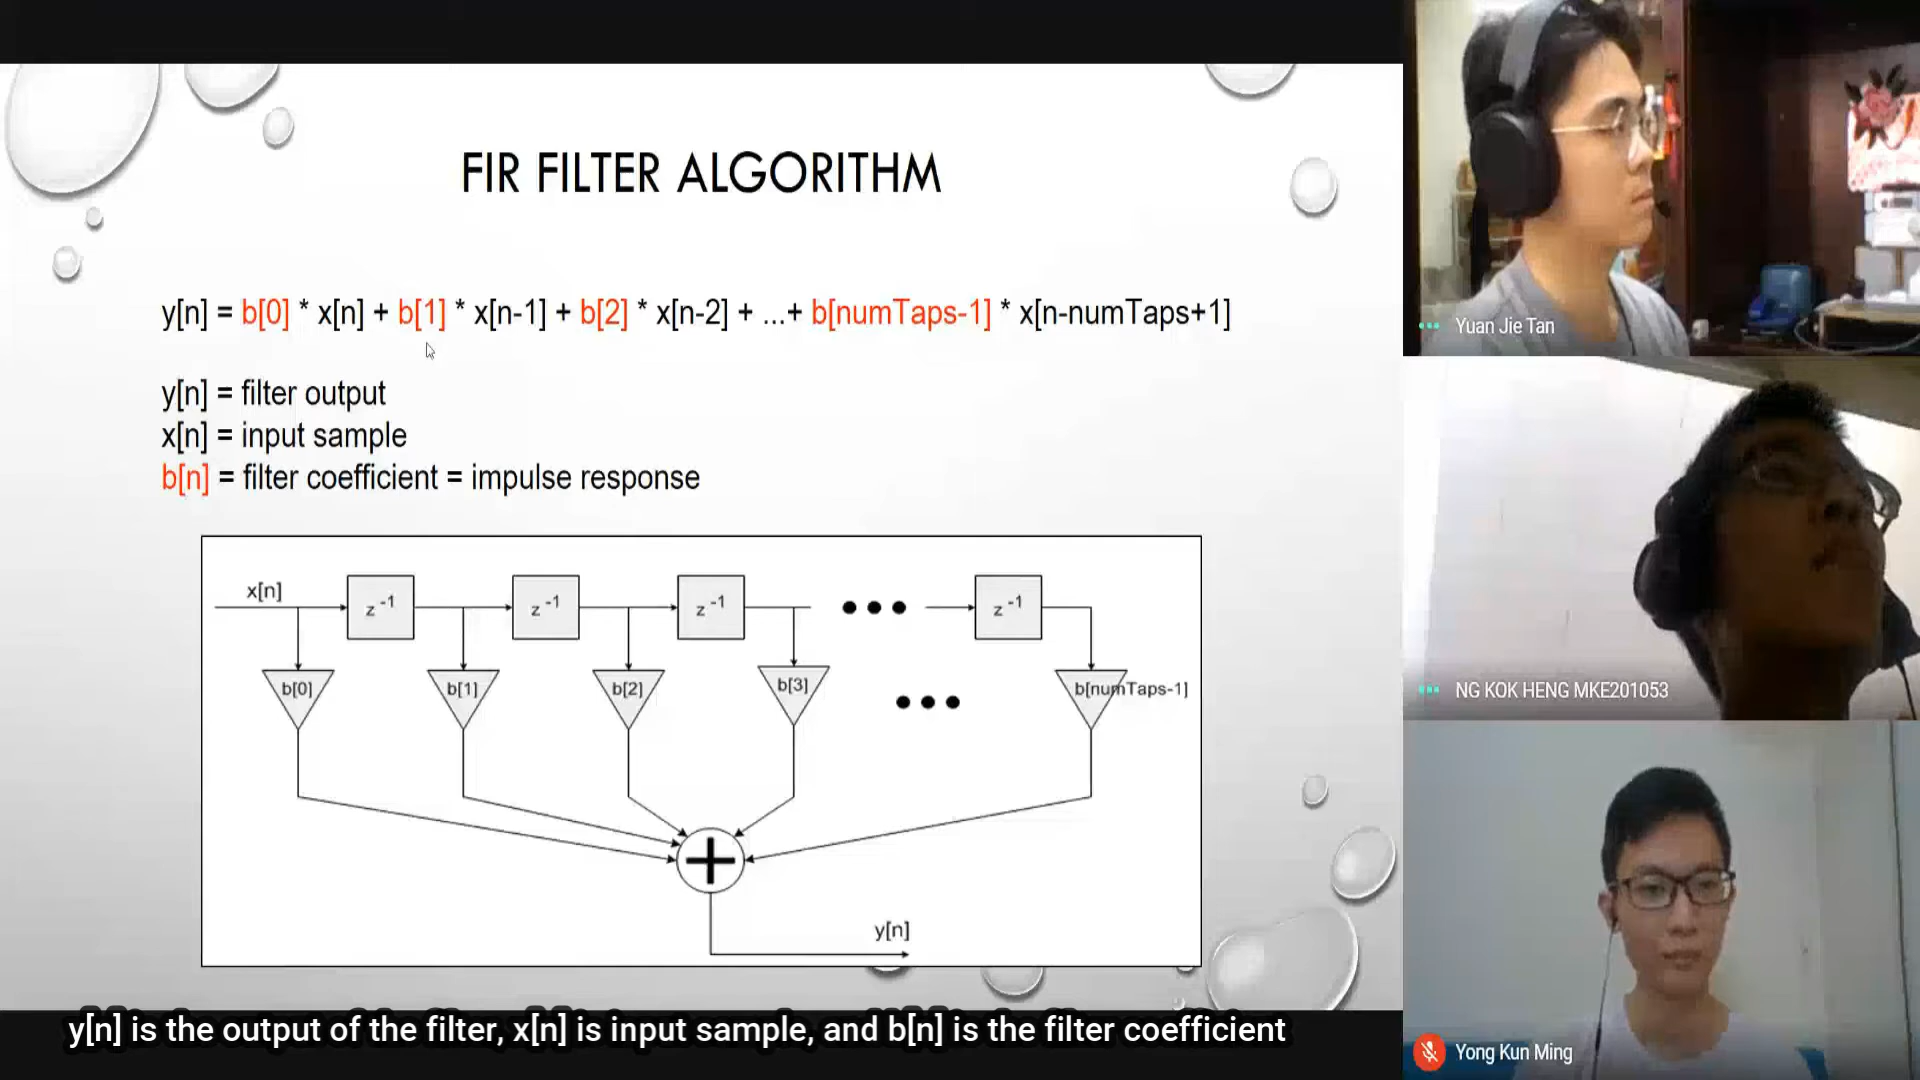 FIR FILTER ALGORITHM
y[n] = b[0] * x[n] + b[1] * x[n-1] + b[2] * x[n-2] + ...+ b[numTaps-1] * x[n-numTaps+1]
y[n] = filter output
x[n] = input sample
b[n] = filter coefficient = impulse response
x[n] z -1 z -1 z -1 z -1
b[0] b[1] b[2] b[3] b[numTaps-1]
y[n]
y[n] is the output of the filter, x[n] is input sample, and b[n] is the filter coefficient
Yuan Jie Tan
NG KOK HENG MKE201053
Yong Kun Ming